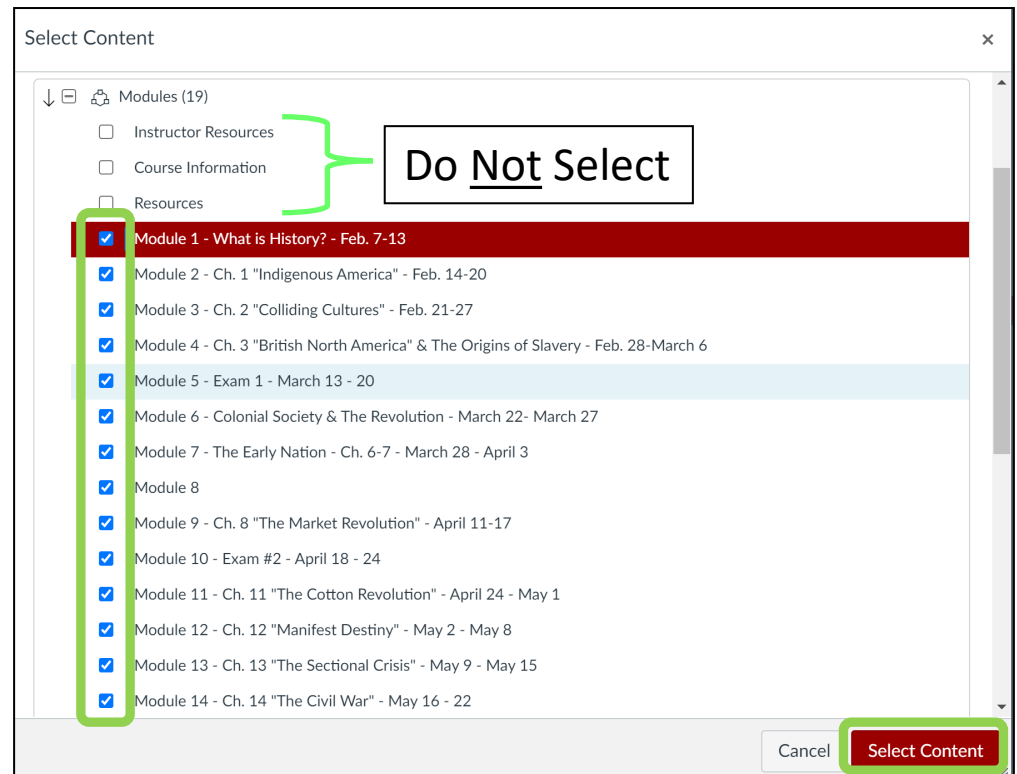 Select Content
×
Modules (19)
Instructor Resources
Course Information
Resources
Do Not Select
Module 1 - What is History? - Feb. 7-13
Module 2 - Ch. 1 "Indigenous America" - Feb. 14-20
Module 3 - Ch. 2 "Colliding Cultures" - Feb. 21-27
Module 4 - Ch. 3 "British North America" & The Origins of Slavery - Feb. 28-March 6
Module 5 - Exam 1 - March 13 - 20
Module 6 - Colonial Society & The Revolution - March 22- March 27
Module 7 - The Early Nation - Ch. 6-7 - March 28 - April 3
Module 8
Module 9 - Ch. 8 "The Market Revolution" - April 11-17
Module 10 - Exam #2 - April 18 - 24
Module 11 - Ch. 11 "The Cotton Revolution" - April 24 - May 1
Module 12 - Ch. 12 "Manifest Destiny" - May 2 - May 8
Module 13 - Ch. 13 "The Sectional Crisis" - May 9 - May 15
Module 14 - Ch. 14 "The Civil War" - May 16 - 22
Cancel
Select Content